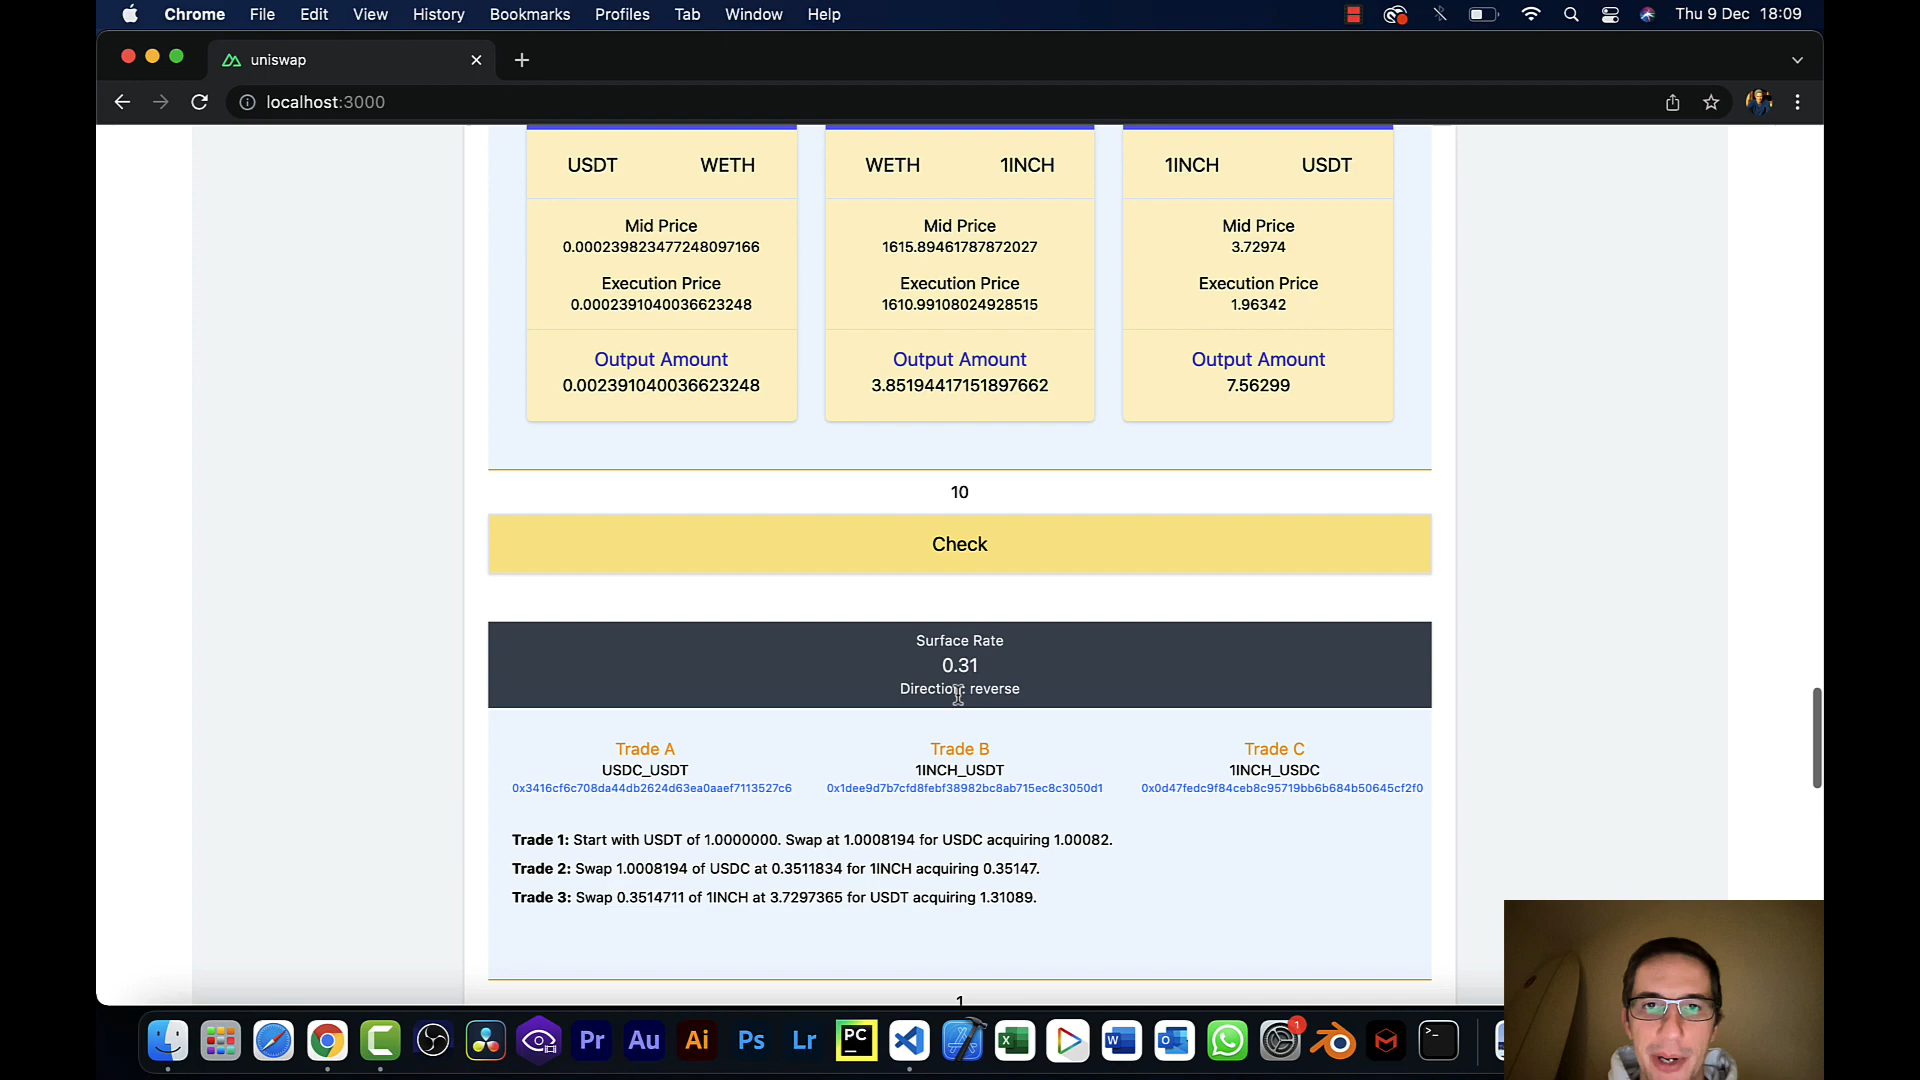 Chrome File Edit View History Bookmarks Profiles Tab Window Help Thu 9 Dec 18:09
uniswap
localhost:3000
USDT WETH WETH 1INCH 1INCH USDT
Mid Price Mid Price Mid Price
0.000239823477248097166 1615.89461787872027 3.72974
Execution Price Execution Price Execution Price
0.0002391040036623248 1610.99108024928515 1.96342
Output Amount Output Amount Output Amount
0.002391040036623248 3.85194417151897662 7.56299
10
Check
Surface Rate
0.31
Direction: reverse
Trade A Trade B Trade C
USDC_USDT 1INCH_USDT 1INCH_USDC
0x3416cf6c708da44db2624d63ea0aaef7113527c6 0x1dee9d7b7cfd8febf38982bc8ab715ec8c3050d1 0x0d47fedc9f84ceb8c95719bb6b684b50645cf2f0
Trade 1: Start with USDT of 1.0000000. Swap at 1.0008194 for USDC acquiring 1.00082.
Trade 2: Swap 1.0008194 of USDC at 0.3511834 for 1INCH acquiring 0.35147.
Trade 3: Swap 0.3514711 of 1INCH at 3.7297365 for USDT acquiring 1.31089.
1
Pr Au Ai Ps Lr PC X W O 1